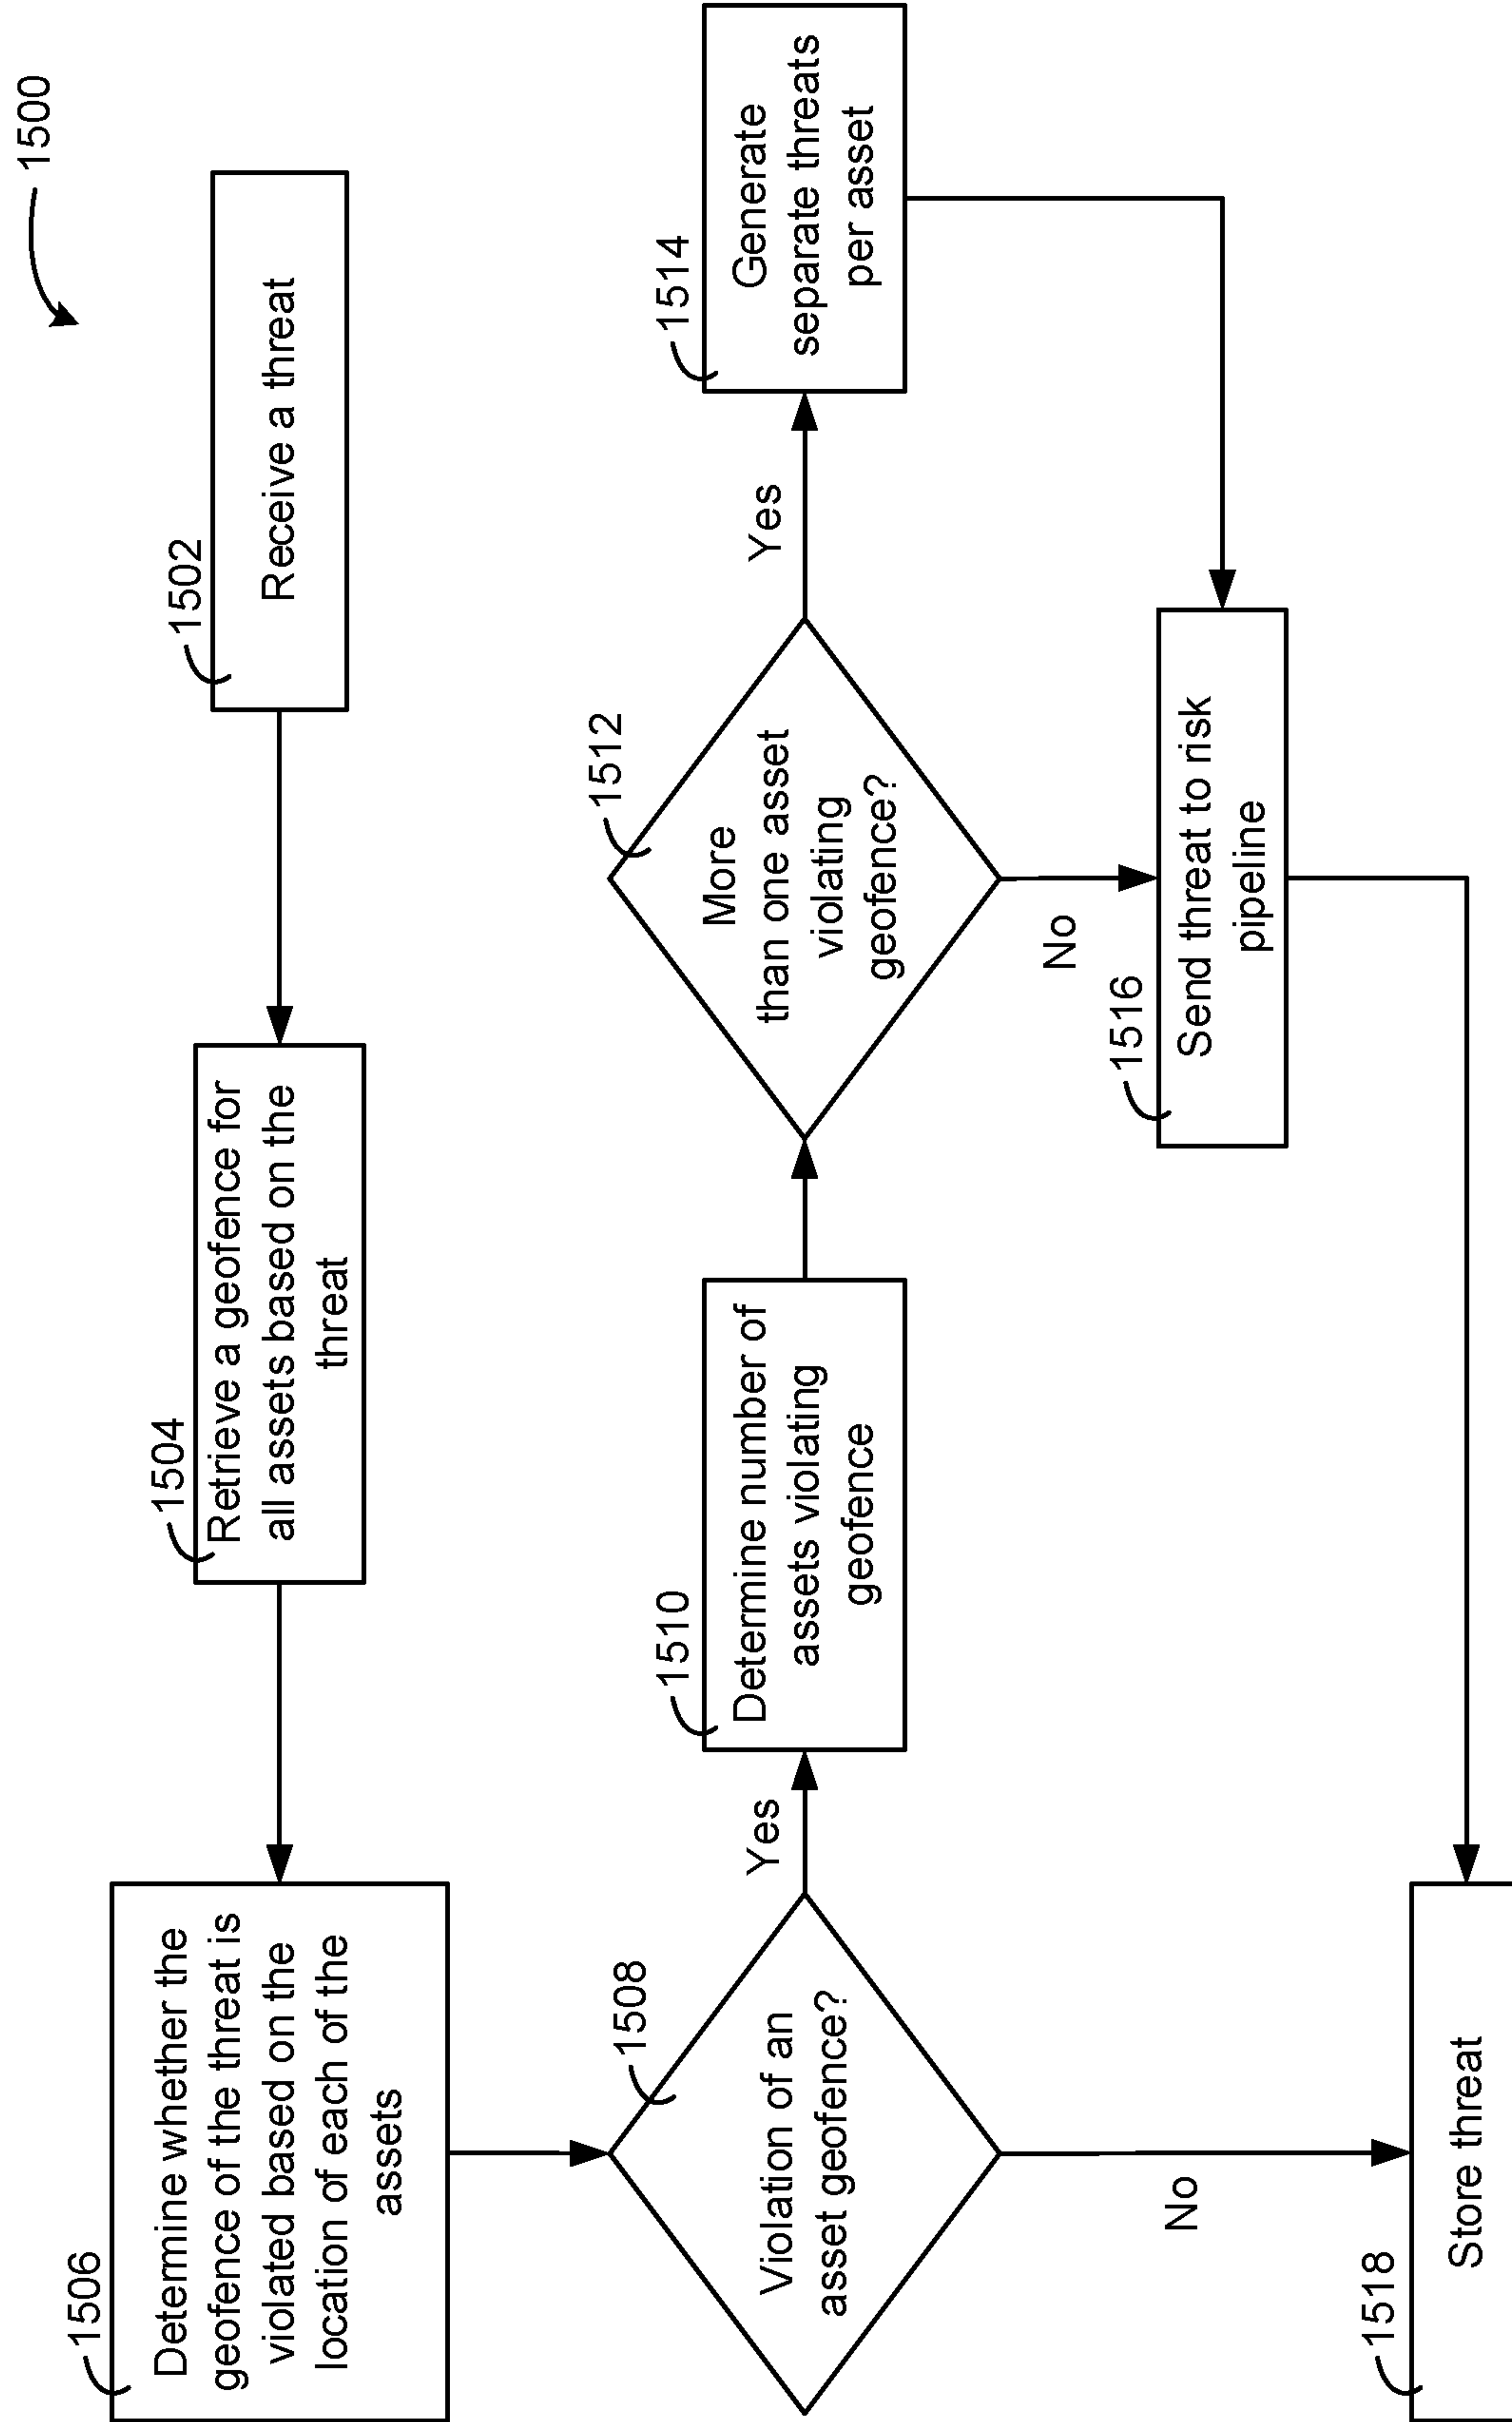 1500
1502
Receive a threat
1504
Retrieve a geofence for
all assets based on the
threat
1506
Determine whether the
geofence of the threat is
violated based on the
location of each of the
assets
1508
Violation of an
asset geofence?
Yes
No
1510
Determine number of
assets violating
geofence
1512
More
than one asset
violating
geofence?
Yes
No
1514
Generate
separate threats
per asset
1516
Send threat to risk
pipeline
1518
Store threat